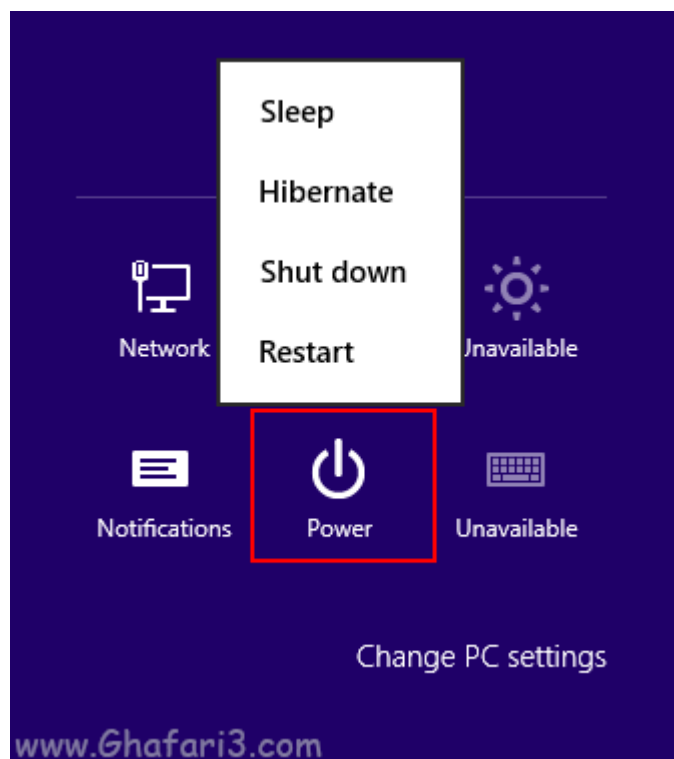 Sleep
Hibernate
Shut down
Restart
Network
Unavailable
Notifications
Power
Unavailable
Change PC settings
www.Ghafari3.com